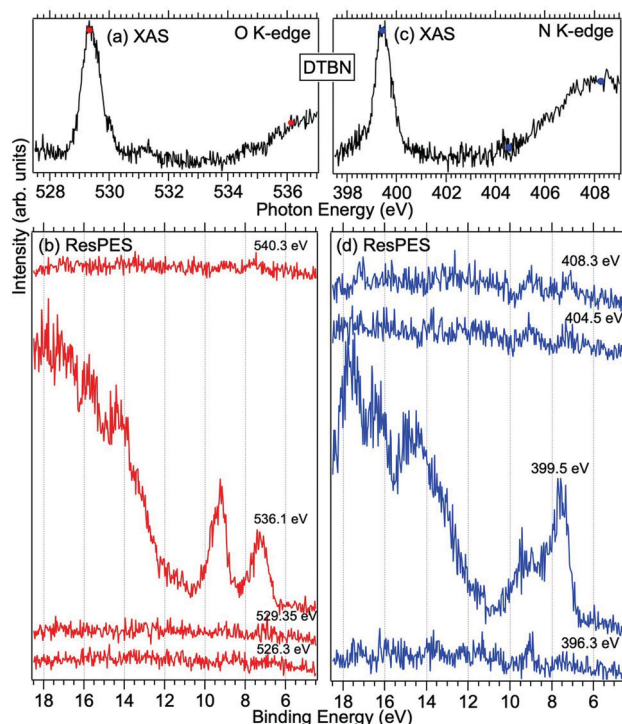 (a) XAS O K-edge
(c) XAS N K-edge
DTBN
528 530 532 534 536
398 400 402 404 406 408
Photon Energy (eV)
Intensity (arb. units)
(b) ResPES
540.3 eV
536.1 eV
529.35 eV
526.3 eV
18 16 14 12 10 8 6
(d) ResPES
408.3 eV
404.5 eV
399.5 eV
396.3 eV
18 16 14 12 10 8 6
Binding Energy (eV)